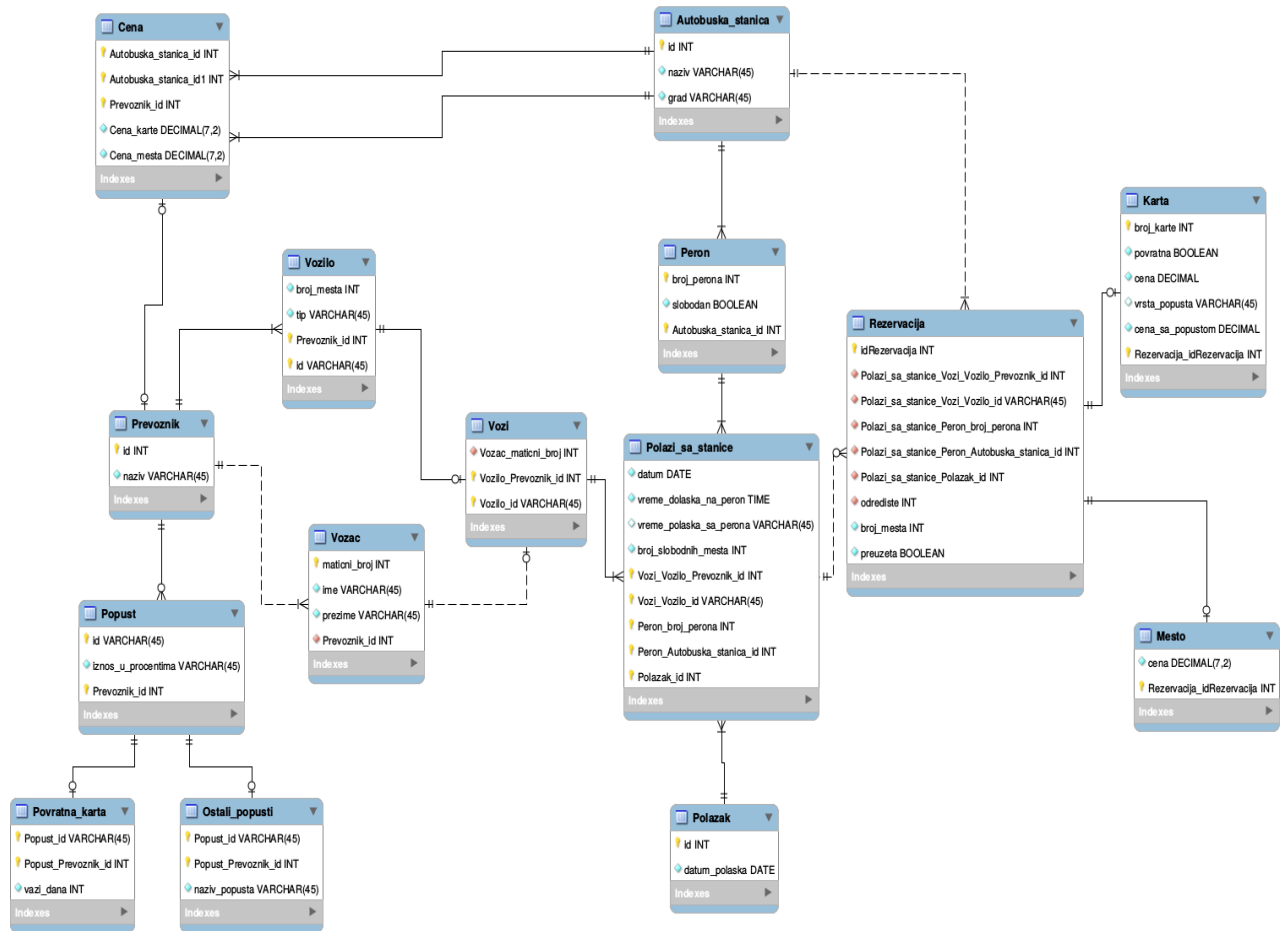 Cena
Autobuska_stanica_id INT
Autobuska_stanica_id1 INT
Prevoznik_id INT
Cena_karte DECIMAL(7,2)
Cena_mesta DECIMAL(7,2)
Indexes
Autobuska_stanica
id INT
naziv VARCHAR(45)
grad VARCHAR(45)
Indexes
Karta
broj_karte INT
povratna BOOLEAN
cena DECIMAL
vrsta_popusta VARCHAR(45)
cena_sa_popustom DECIMAL
Rezervacija_idRezervacija INT
Indexes
Vozilo
broj_mesta INT
tip VARCHAR(45)
Prevoznik_id INT
id VARCHAR(45)
Indexes
Peron
broj_perona INT
slobodan BOOLEAN
Autobuska_stanica_id INT
Indexes
Rezervacija
idRezervacija INT
Polazi_sa_stanice_Vozi_Vozilo_Prevoznik_id INT
Polazi_sa_stanice_Vozi_Vozilo_id VARCHAR(45)
Polazi_sa_stanice_Peron_broj_perona INT
Polazi_sa_stanice_Peron_Autobuska_stanica_id INT
Polazi_sa_stanice_Polazak_id INT
odrediste INT
broj_mesta INT
preuzeta BOOLEAN
Indexes
Prevoznik
id INT
naziv VARCHAR(45)
Indexes
Vozi
Vozac_maticni_broj INT
Vozilo_Prevoznik_id INT
Vozilo_id VARCHAR(45)
Indexes
Polazi_sa_stanice
datum DATE
vreme_dolaska_na_peron TIME
vreme_polaska_sa_perona VARCHAR(45)
broj_slobodnih_mesta INT
Vozi_Vozilo_Prevoznik_id INT
Vozi_Vozilo_id VARCHAR(45)
Peron_broj_perona INT
Peron_Autobuska_stanica_id INT
Polazak_id INT
Indexes
Vozac
maticni_broj INT
ime VARCHAR(45)
prezime VARCHAR(45)
Prevoznik_id INT
Indexes
Popust
id VARCHAR(45)
iznos_u_procentima VARCHAR(45)
Prevoznik_id INT
Indexes
Mesto
cena DECIMAL(7,2)
Rezervacija_idRezervacija INT
Indexes
Povratna_karta
Popust_id VARCHAR(45)
Popust_Prevoznik_id INT
vazi_dana INT
Indexes
Ostali_popusti
Popust_id VARCHAR(45)
Popust_Prevoznik_id INT
naziv_popusta VARCHAR(45)
Indexes
Polazak
id INT
datum_polaska DATE
Indexes